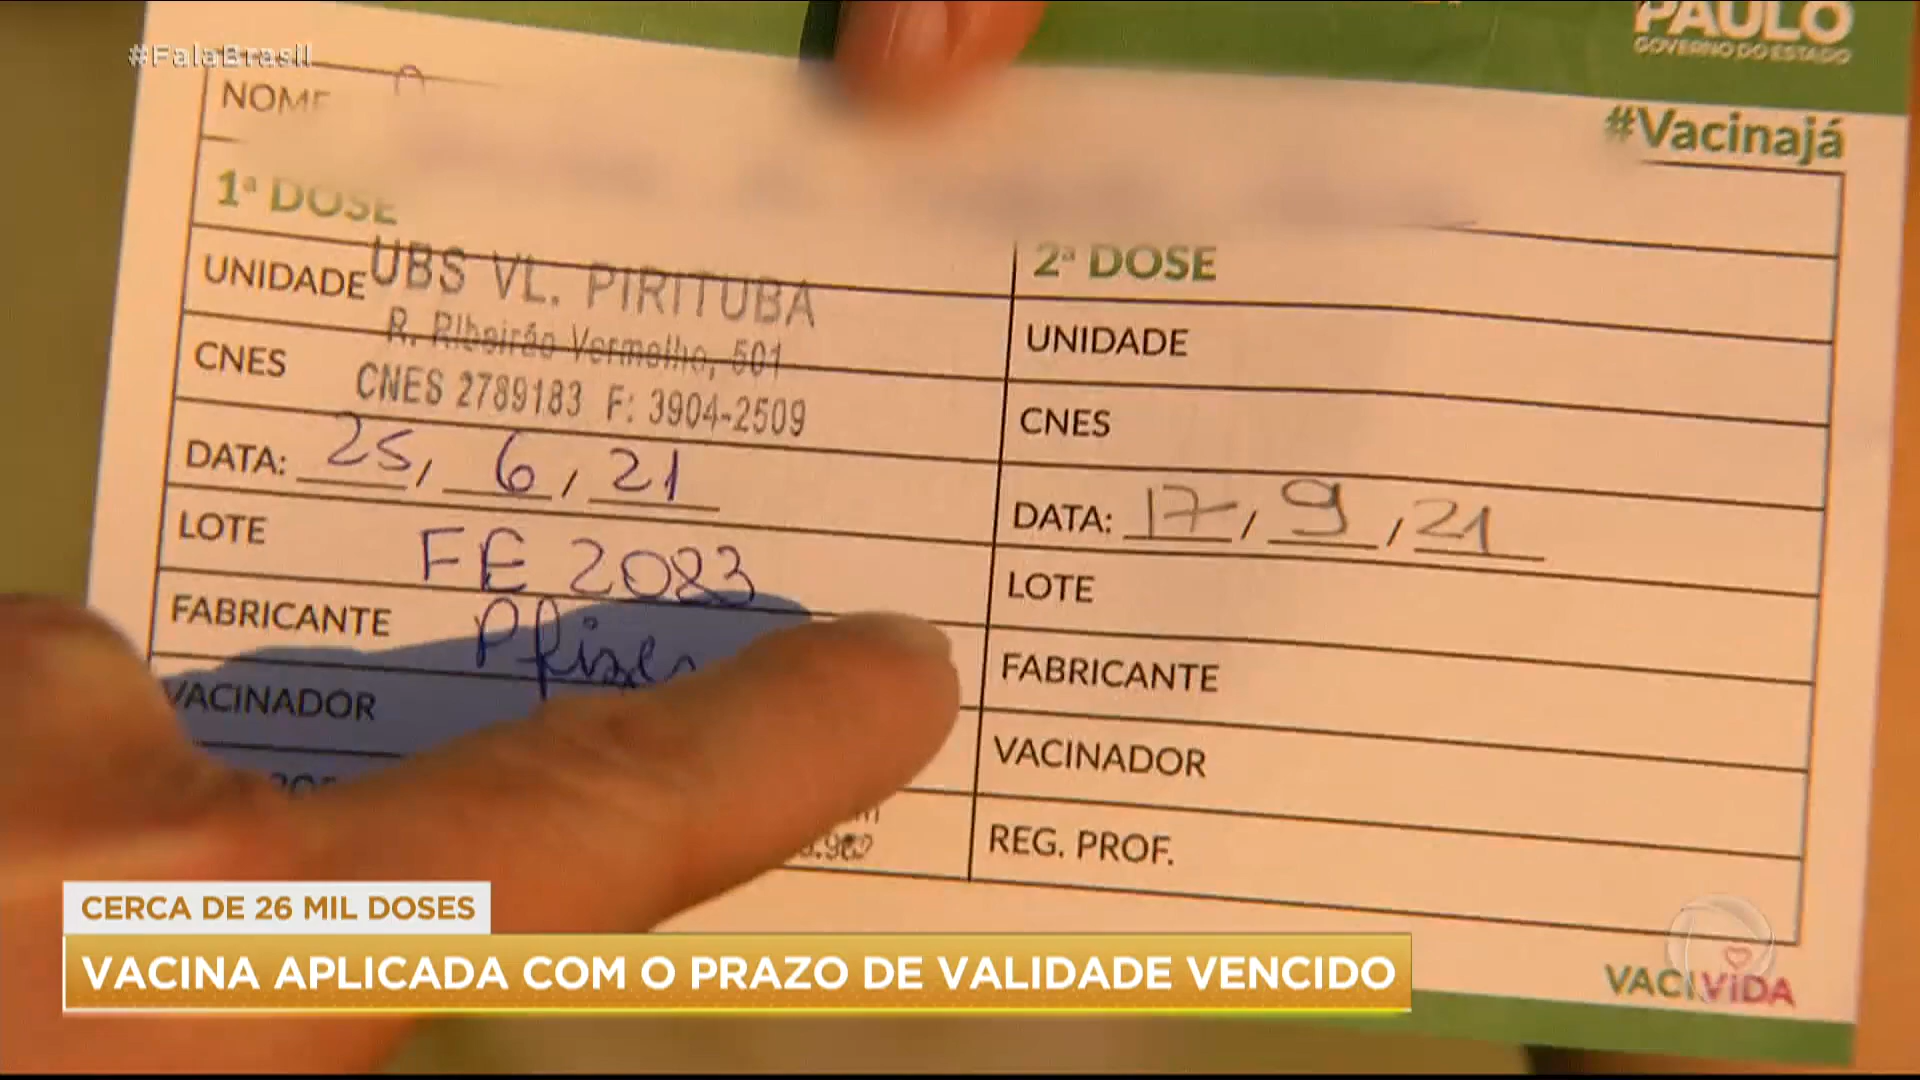 #FalaBrasil
PAULO
GOVERNO DO ESTADO
#Vacinajá
NOME
1ª DOSE
UNIDADE UBS VL. PIRITUBA
R. Ribeirão Vermelho, 501
CNES CNES 2789183 F: 3904-2509
DATA: 25, 6, 21
LOTE FE 2083
FABRICANTE Pfizer
VACINADOR
2ª DOSE
UNIDADE
CNES
DATA: 17, 9, 21
LOTE
FABRICANTE
VACINADOR
REG. PROF.
VACIVIDA
CERCA DE 26 MIL DOSES
VACINA APLICADA COM O PRAZO DE VALIDADE VENCIDO